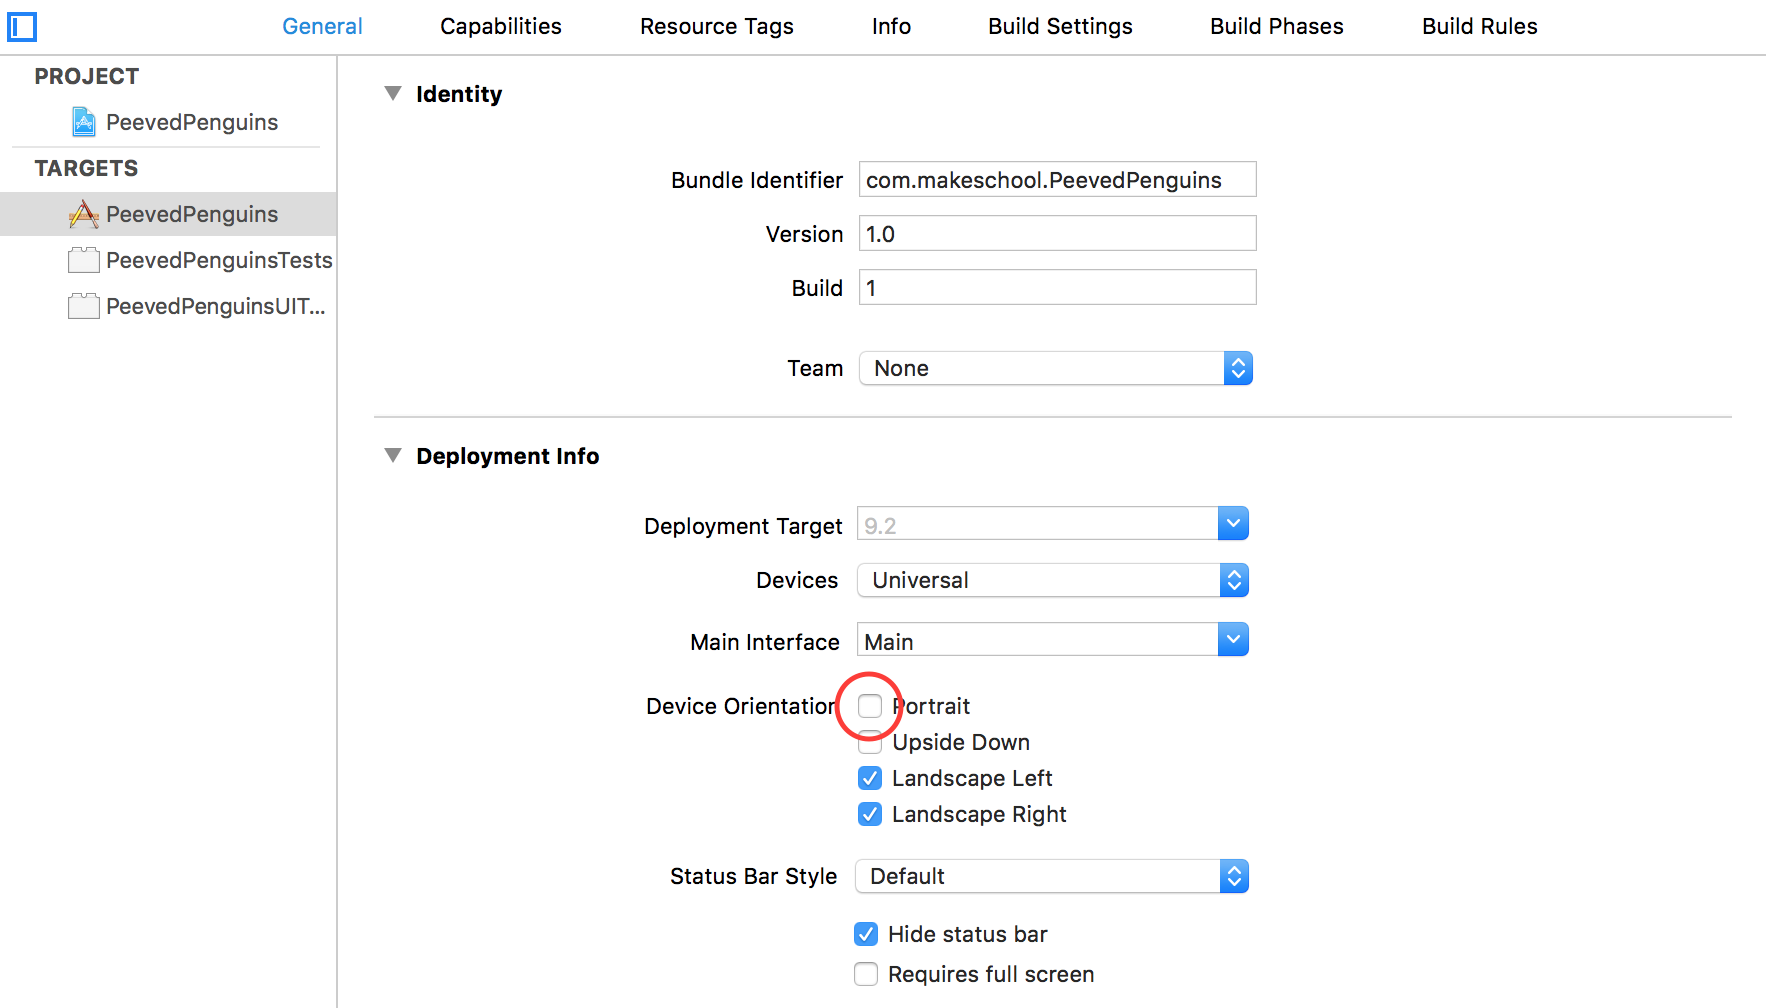 General Capabilities Resource Tags Info Build Settings Build Phases Build Rules
PROJECT
PeevedPenguins
TARGETS
PeevedPenguins
PeevedPenguinsTests
PeevedPenguinsUIT...
Identity
Bundle Identifier com.makeschool.PeevedPenguins
Version 1.0
Build 1
Team None
Deployment Info
Deployment Target 9.2
Devices Universal
Main Interface Main
Device Orientation Portrait
Upside Down
Landscape Left
Landscape Right
Status Bar Style Default
Hide status bar
Requires full screen